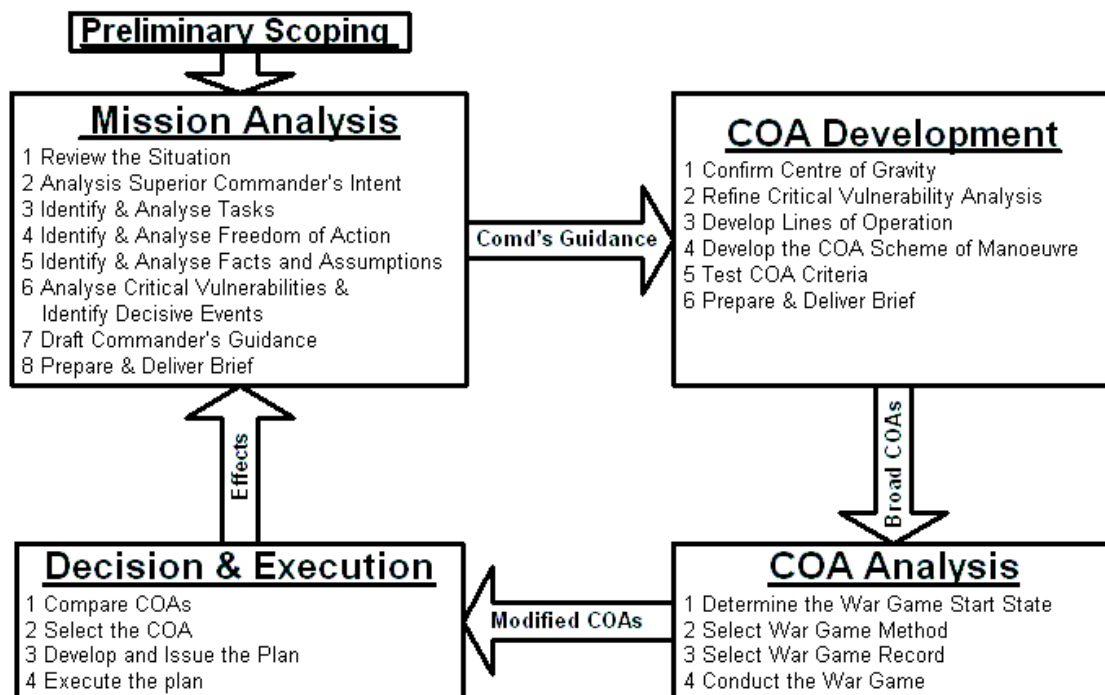 Preliminary Scoping
Mission Analysis
1 Review the Situation
2 Analysis Superior Commander's Intent
3 Identify & Analyse Tasks
4 Identify & Analyse Freedom of Action
5 Identify & Analyse Facts and Assumptions
6 Analyse Critical Vulnerabilities &
Identify Decisive Events
7 Draft Commander's Guidance
8 Prepare & Deliver Brief
Comd's Guidance
COA Development
1 Confirm Centre of Gravity
2 Refine Critical Vulnerability Analysis
3 Develop Lines of Operation
4 Develop the COA Scheme of Manoeuvre
5 Test COA Criteria
6 Prepare & Deliver Brief
Broad COAs
COA Analysis
1 Determine the War Game Start State
2 Select War Game Method
3 Select War Game Record
4 Conduct the War Game
Modified COAs
Decision & Execution
1 Compare COAs
2 Select the COA
3 Develop and Issue the Plan
4 Execute the plan
Effects